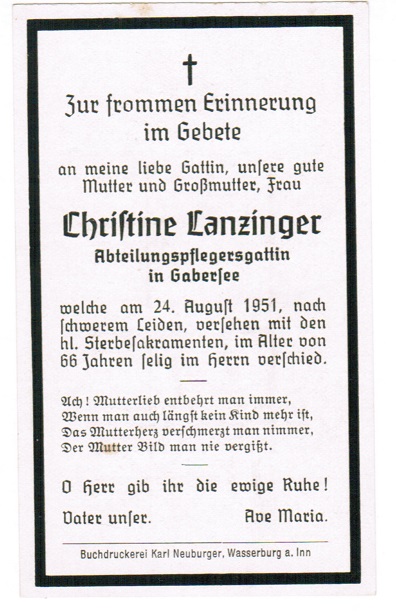 Zur frommen Erinnerung
im Gebete
an meine liebe Gattin, unsere gute
Mutter und Großmutter, Frau
Christine Lanzinger
Abteilungspflegersgattin
in Gabersee
welche am 24. August 1951, nach
schwerem Leiden, versehen mit den
hl. Sterbesakramenten, im Alter von
66 Jahren selig im Herrn verschied.
Ach! Mutterlieb entbehrt man immer,
Wenn man auch längst kein Kind mehr ist,
Das Mutterherz verschmerzt man nimmer,
Der Mutter Bild man nie vergißt.
O Herr gib ihr die ewige Ruhe!
Vater unser. Ave Maria.
Buchdruckerei Karl Neuburger, Wasserburg a. Inn